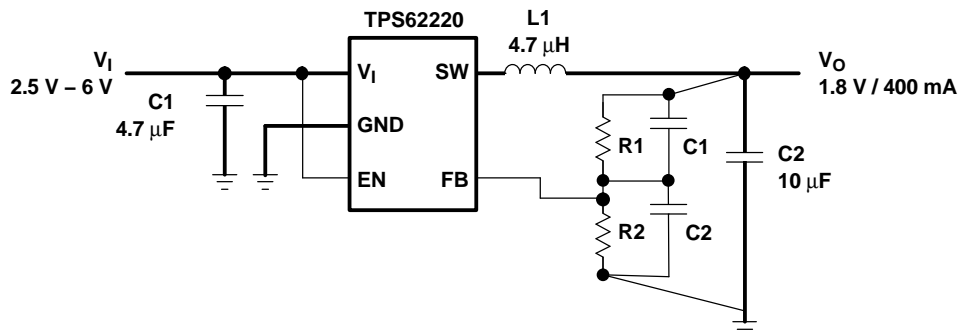 TPS62220
L1
4.7 µH
VI
2.5 V – 6 V
VI
SW
VO
1.8 V / 400 mA
C1
4.7 µF
GND
R1
C1
C2
10 µF
EN
FB
R2
C2